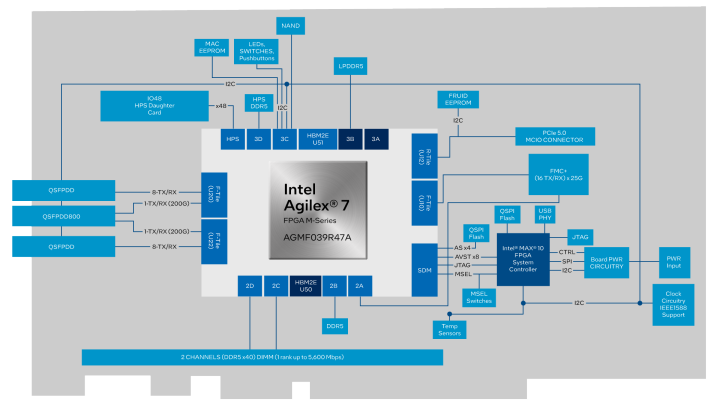 NAND
MAC
EEPROM
LEDs,
SWITCHES,
Pushbuttons
LPDDR5
I2C
I2C
FRUID
EEPROM
IO48
HPS Daughter
Card
x48
HPS
DDR5
I2C
I2C
PCIe 5.0
MCIO CONNECTOR
HPS
3D
3C
HBM2E
U51
3B
3A
R-Tile
(U12)
FMC+
(16 TX/RX) x 25G
QSFPDD
8-TX/RX
F-Tile
(U20)
1-TX/RX (200G)
QSFPDD800
Intel
Agilex® 7
FPGA M-Series
AGMF039R47A
F-Tile
QSPI
Flash
USB
PHY
1-TX/RX (200G)
F-Tile
(U22)
QSFPDD
8-TX/RX
QSPI
Flash
JTAG
SDM
AS x4
AVST x8
JTAG
MSEL
Intel® MAX®10
FPGA
System
Controller
CTRL
SPI
I2C
Board PWR
CIRCUITRY
PWR
Input
2D
2C
HBM2E
U50
2B
2A
MSEL
Switches
I2C
Clock
Circuitry
IEEE1588
Support
DDR5
Temp
Sensors
2 CHANNELS (DDR5 x40) DIMM (1 rank up to 5,600 Mbps)